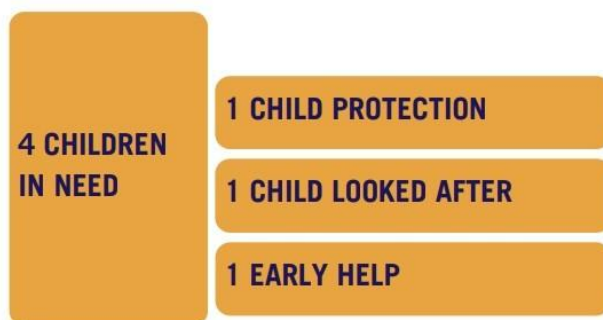 4 CHILDREN
IN NEED
1 CHILD PROTECTION
1 CHILD LOOKED AFTER
1 EARLY HELP